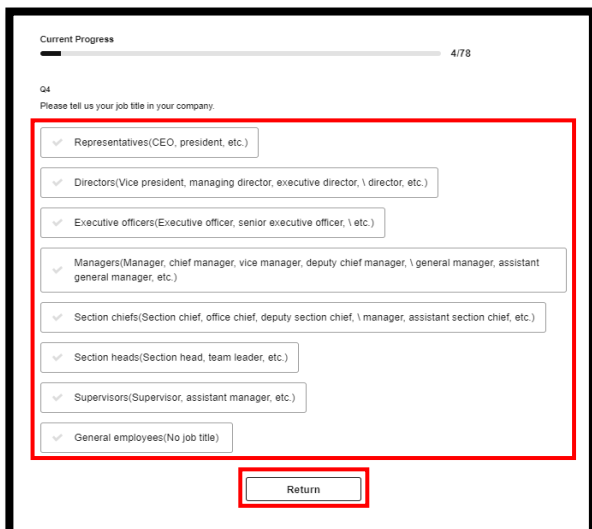 Current Progress
4/78
Q4
Please tell us your job title in your company.
Representatives(CEO, president, etc.)
Directors(Vice president, managing director, executive director, \ director, etc.)
Executive officers(Executive officer, senior executive officer, \ etc.)
Managers(Manager, chief manager, vice manager, deputy chief manager, \ general manager, assistant
general manager, etc.)
Section chiefs(Section chief, office chief, deputy section chief, \ manager, assistant section chief, etc.)
Section heads(Section head, team leader, etc.)
Supervisors(Supervisor, assistant manager, etc.)
General employees(No job title)
Return